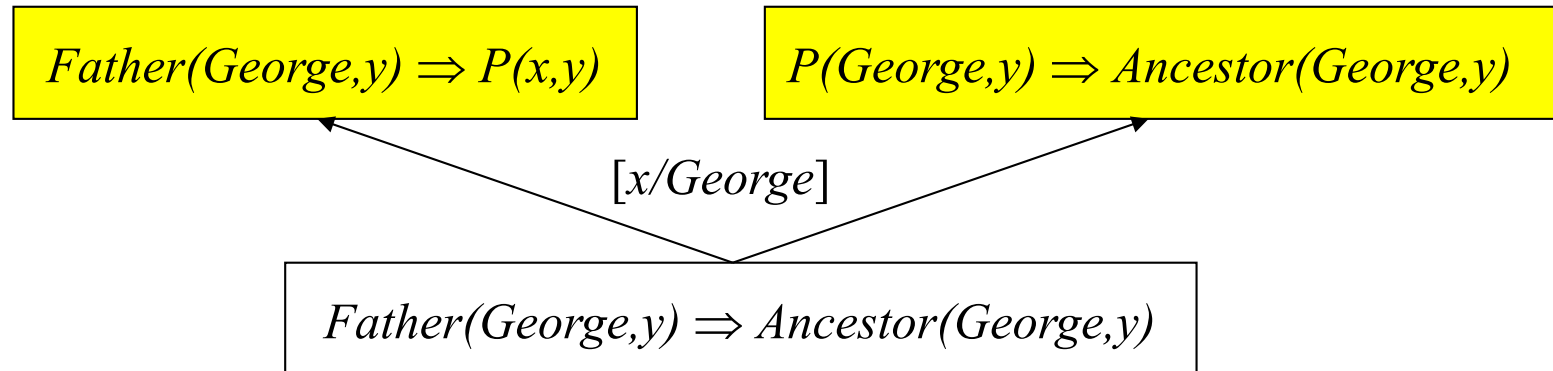 Father(George,y) ⇒ P(x,y)
P(George,y) ⇒ Ancestor(George,y)
[x/George]
Father(George,y) ⇒ Ancestor(George,y)